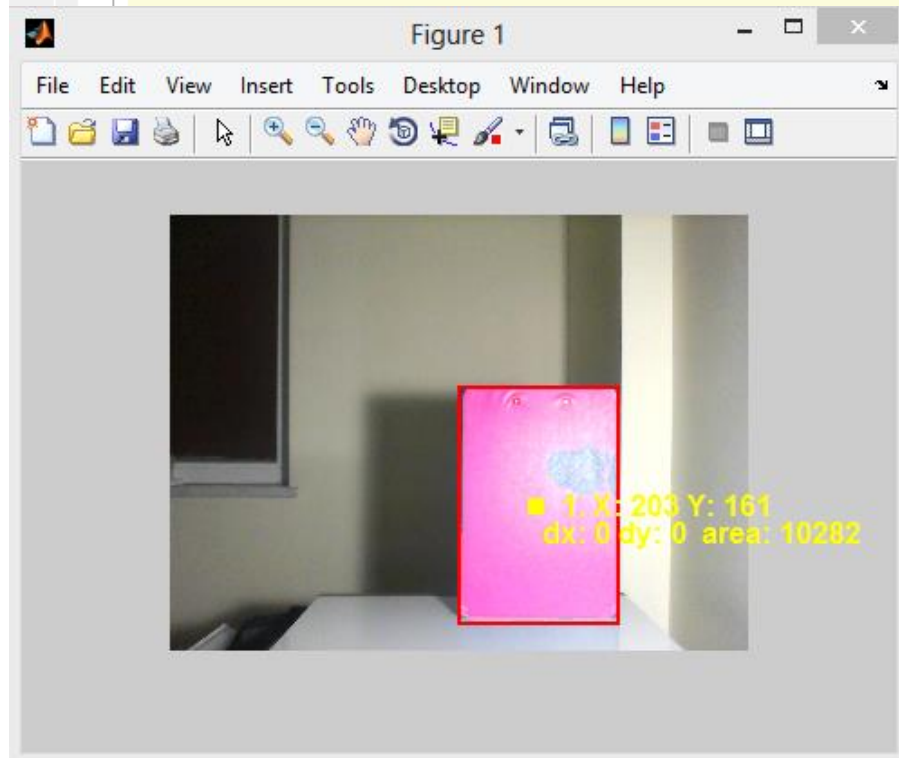 Figure 1
File Edit View Insert Tools Desktop Window Help
1. X: 203 Y: 161
dx: 0 dy: 0 area: 10282